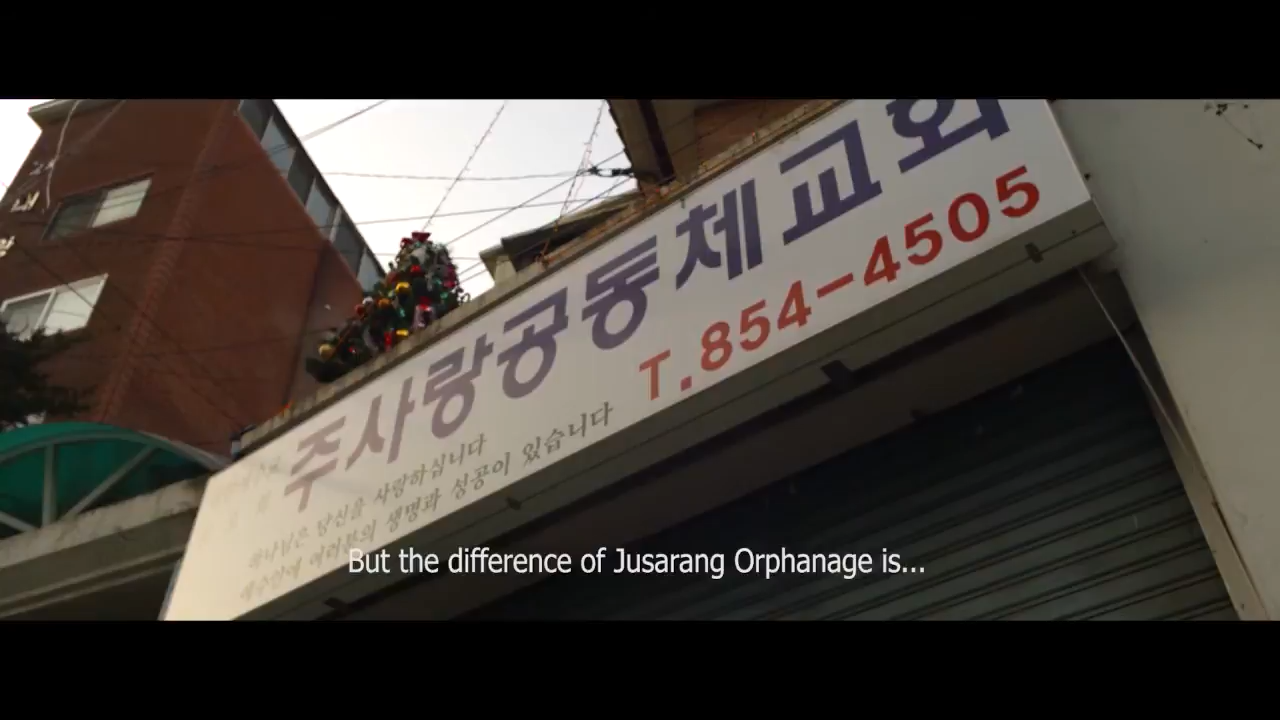 주사랑공동체교회
T.854-4505
하나님은 당신을 사랑하십니다
예수안에 여러분의 생명과 성공이 있습니다
But the difference of Jusarang Orphanage is...